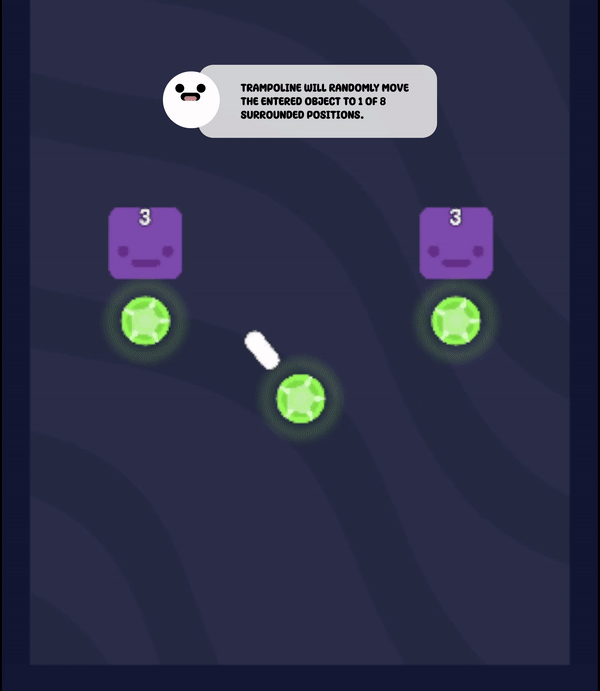 TRAMPOLINE WILL RANDOMLY MOVE
THE ENTERED OBJECT TO 1 OF 8
SURROUNDED POSITIONS.
3
3